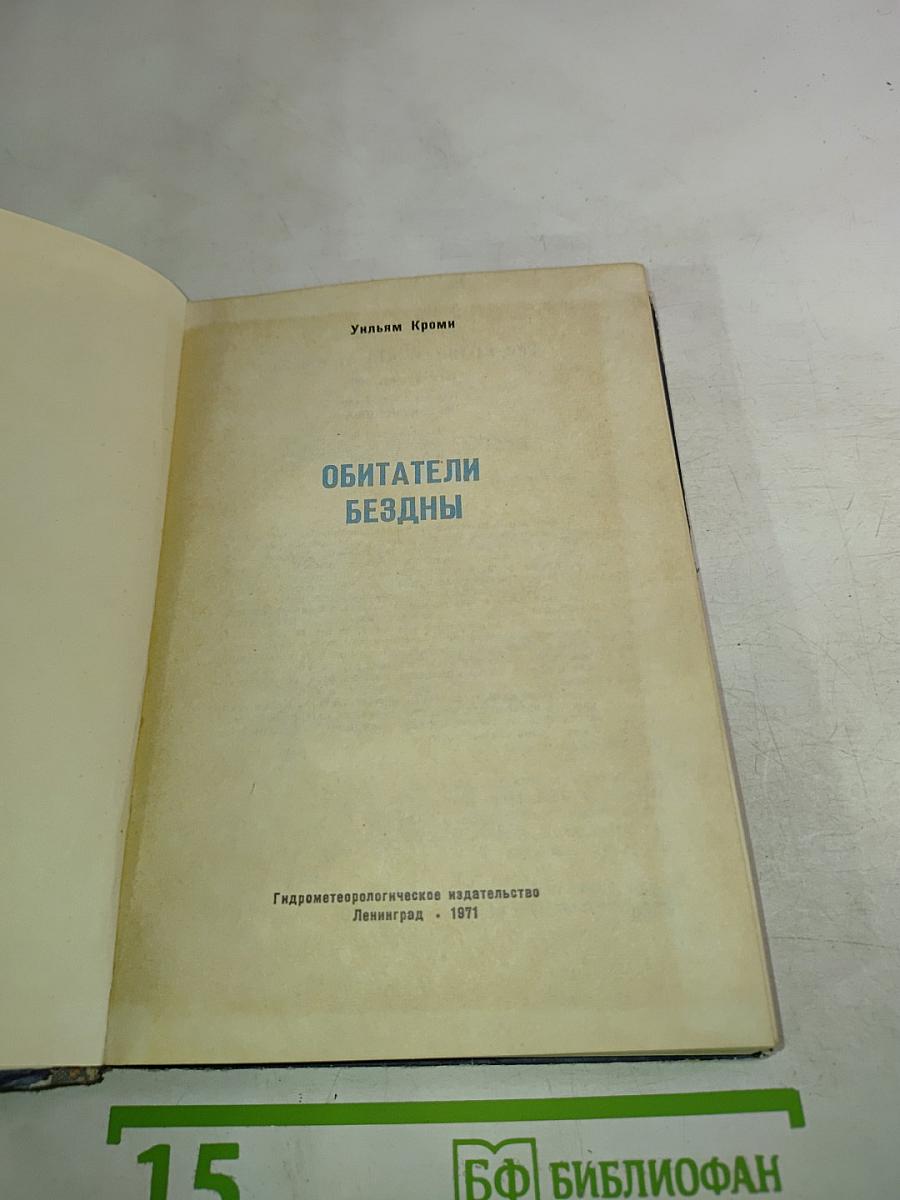 Уильям Кроми
ОБИТАТЕЛИ
БЕЗДНЫ
Гидрометеорологическое издательство
Ленинград • 1971
15
БФ БИБЛИОФАН